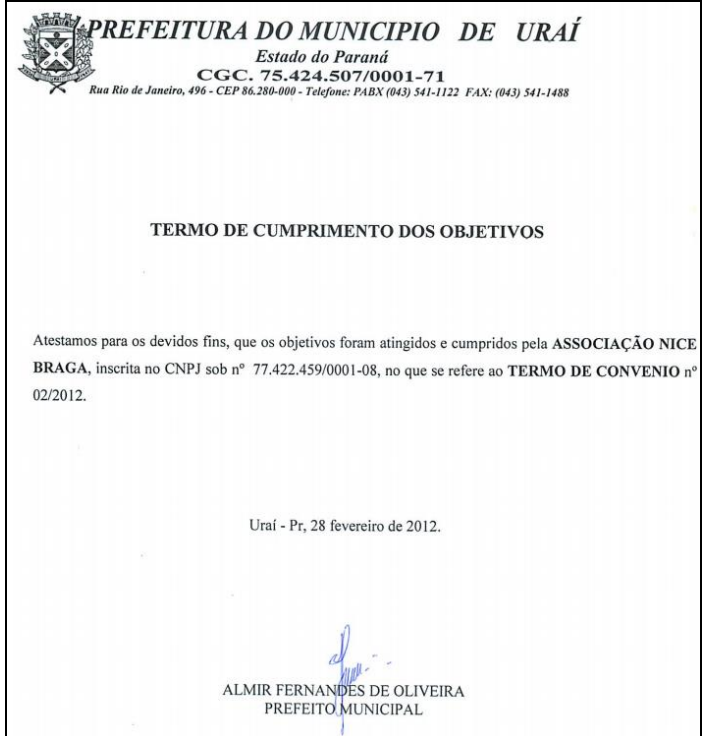 PREFEITURA DO MUNICIPIO DE URAÍ
Estado do Paraná
CGC. 75.424.507/0001-71
Rua Rio de Janeiro, 496 - CEP 86.280-000 - Telefone: PABX (043) 541-1122 FAX: (043) 541-1488
TERMO DE CUMPRIMENTO DOS OBJETIVOS
Atestamos para os devidos fins, que os objetivos foram atingidos e cumpridos pela ASSOCIAÇÃO NICE
BRAGA, inscrita no CNPJ sob nº 77.422.459/0001-08, no que se refere ao TERMO DE CONVENIO nº
02/2012.
Uraí - Pr, 28 fevereiro de 2012.
ALMIR FERNANDES DE OLIVEIRA
PREFEITO MUNICIPAL